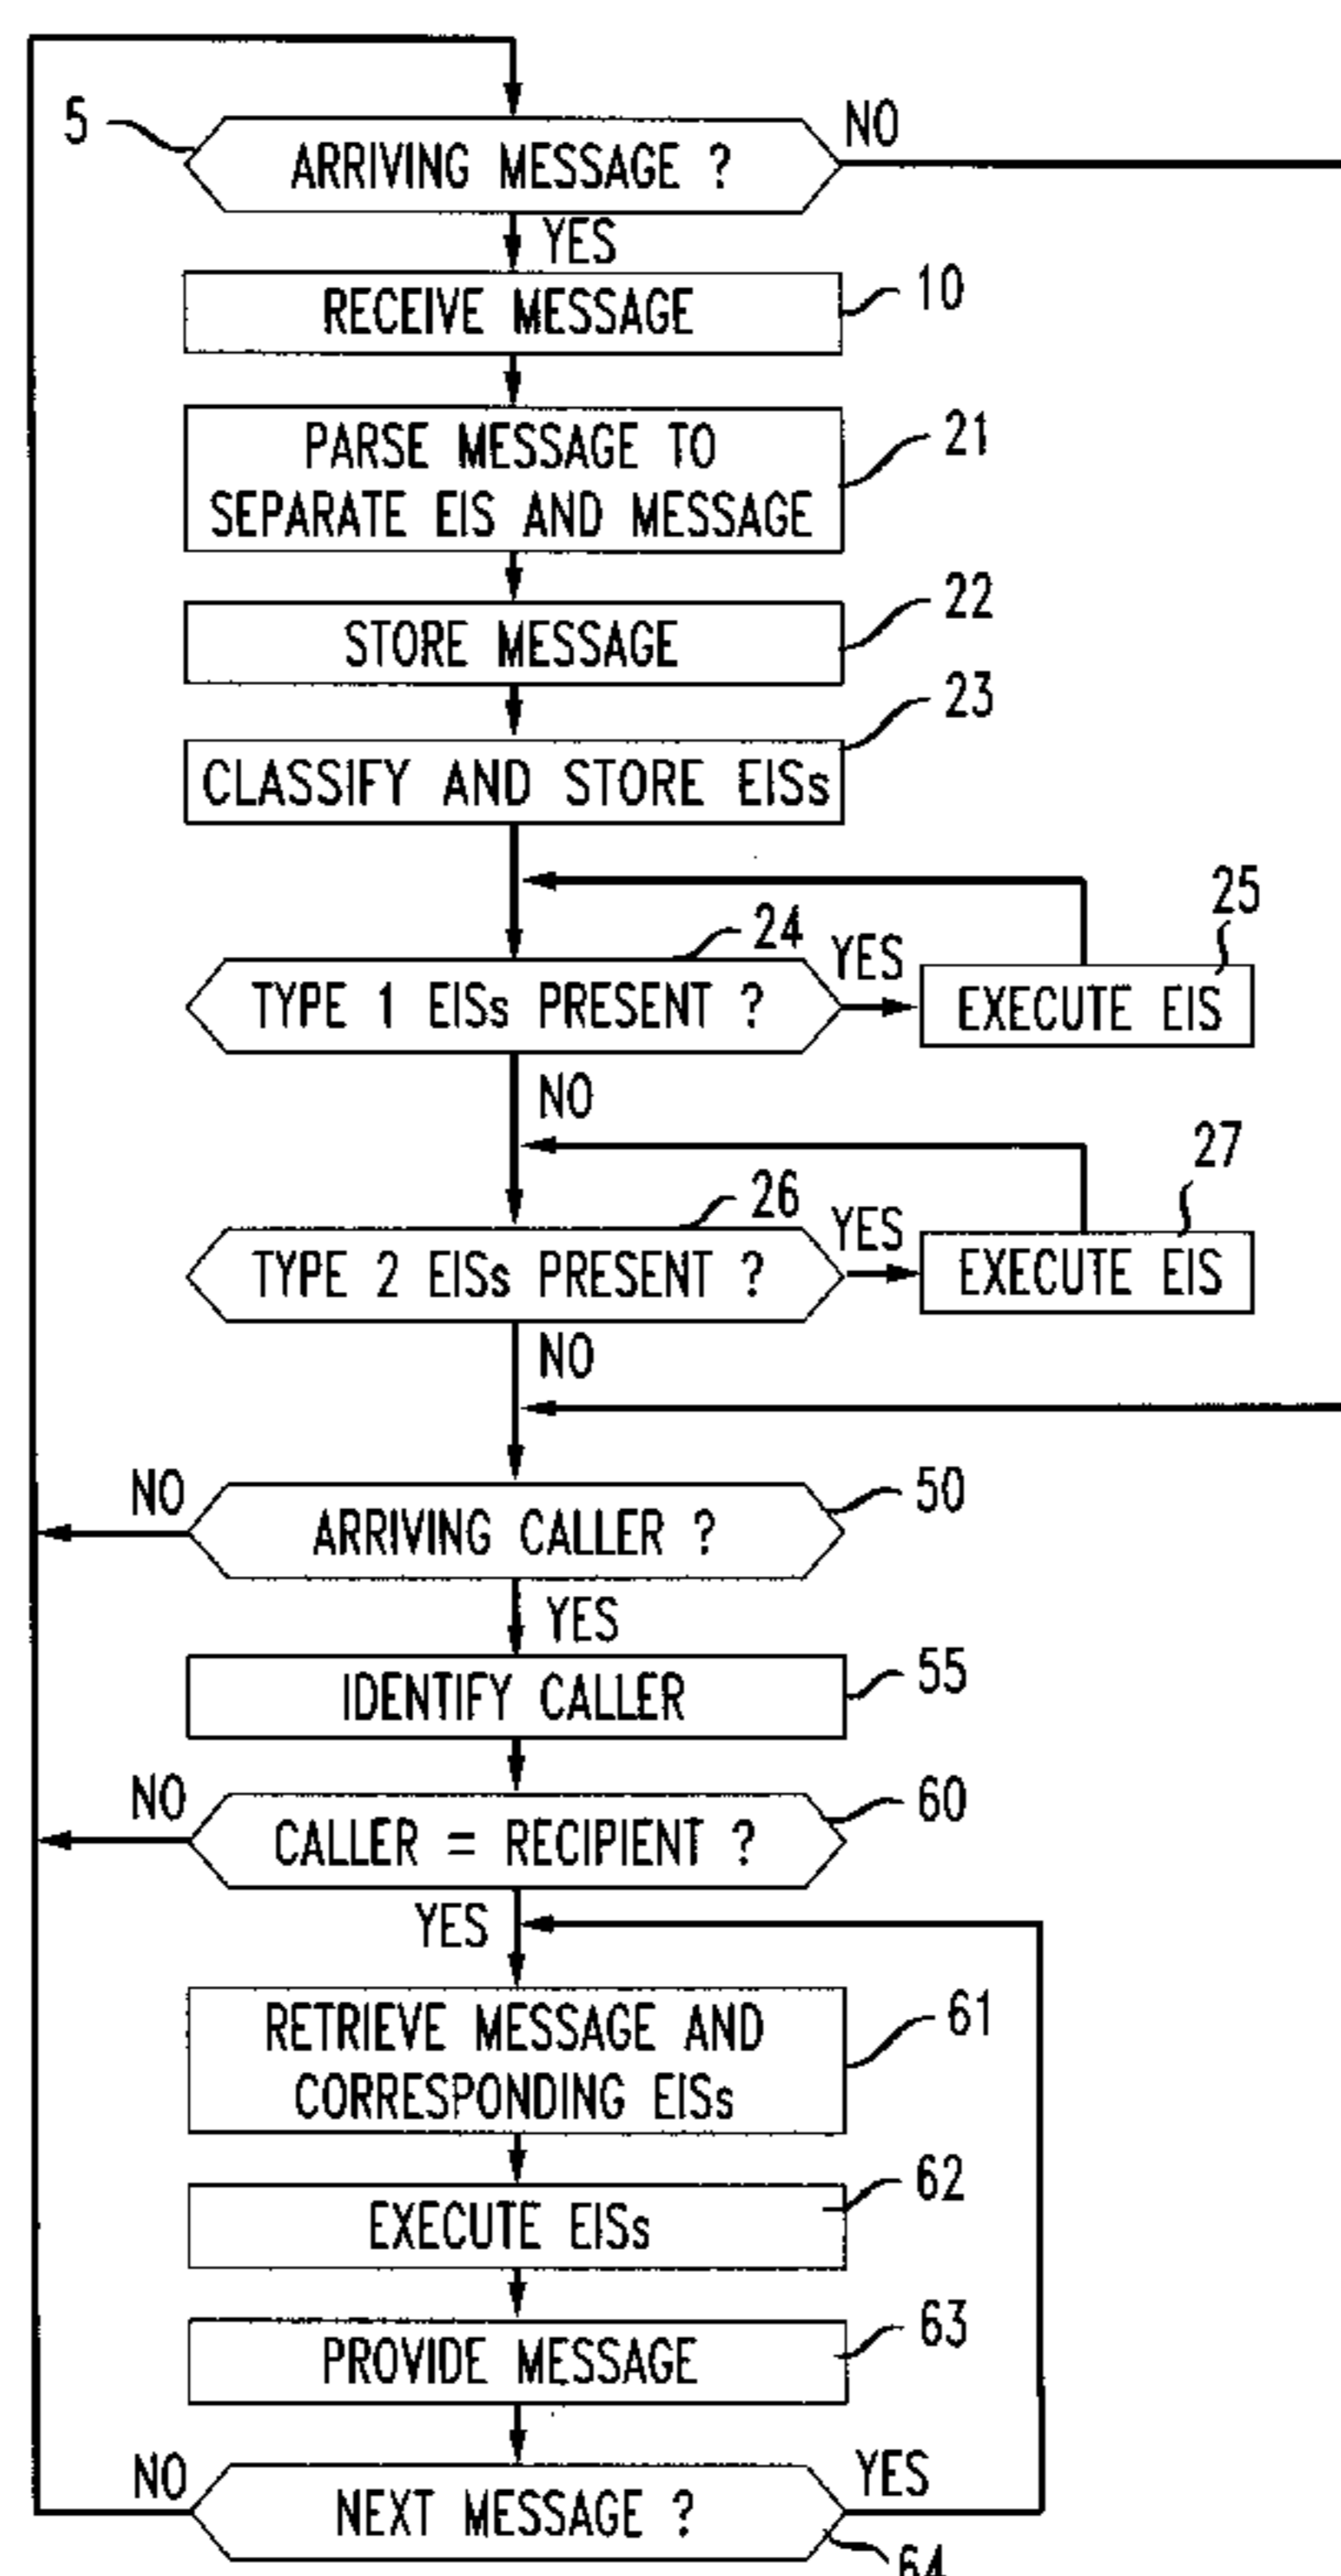 5
ARRIVING MESSAGE ?
NO
YES
RECEIVE MESSAGE
10
PARSE MESSAGE TO
SEPARATE EIS AND MESSAGE
21
STORE MESSAGE
22
CLASSIFY AND STORE EISs
23
TYPE 1 EISs PRESENT ?
24
YES
EXECUTE EIS
25
NO
TYPE 2 EISs PRESENT ?
26
YES
EXECUTE EIS
27
NO
NO
ARRIVING CALLER ?
50
YES
IDENTIFY CALLER
55
NO
CALLER = RECIPIENT ?
60
YES
RETRIEVE MESSAGE AND
CORRESPONDING EISs
61
EXECUTE EISs
62
PROVIDE MESSAGE
63
NO
NEXT MESSAGE ?
YES
64